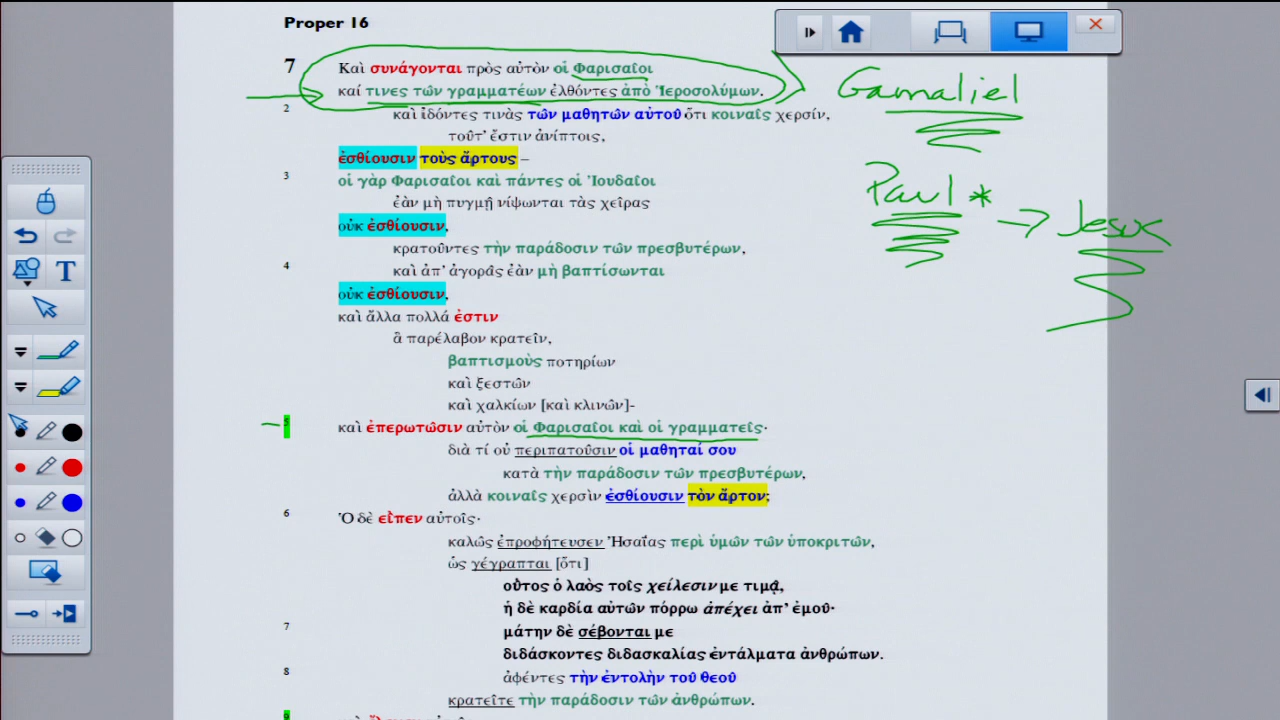 Proper 16
7 Καὶ συνάγονται πρὸς αὐτὸν οἱ Φαρισαῖοι
καί τινες τῶν γραμματέων ἐλθόντες ἀπὸ Ἱεροσολύμων.
Gamaliel
2 καὶ ἰδόντες τινὰς τῶν μαθητῶν αὐτοῦ ὅτι κοιναῖς χερσίν,
τοῦτ' ἔστιν ἀνίπτοις,
ἐσθίουσιν τοὺς ἄρτους –
3 οἱ γὰρ Φαρισαῖοι καὶ πάντες οἱ Ἰουδαῖοι
Paul * → Jesus
ἐὰν μὴ πυγμῇ νίψωνται τὰς χεῖρας
οὐκ ἐσθίουσιν,
κρατοῦντες τὴν παράδοσιν τῶν πρεσβυτέρων,
4 καὶ ἀπ' ἀγορᾶς ἐὰν μὴ βαπτίσωνται
οὐκ ἐσθίουσιν,
καὶ ἄλλα πολλά ἐστιν
ἃ παρέλαβον κρατεῖν,
βαπτισμοὺς ποτηρίων
καὶ ξεστῶν
καὶ χαλκίων [καὶ κλινῶν]-
5 καὶ ἐπερωτῶσιν αὐτὸν οἱ Φαρισαῖοι καὶ οἱ γραμματεῖς·
διὰ τί οὐ περιπατοῦσιν οἱ μαθηταί σου
κατὰ τὴν παράδοσιν τῶν πρεσβυτέρων,
ἀλλὰ κοιναῖς χερσὶν ἐσθίουσιν τὸν ἄρτον;
6 Ὁ δὲ εἶπεν αὐτοῖς·
καλῶς ἐπροφήτευσεν Ἠσαΐας περὶ ὑμῶν τῶν ὑποκριτῶν,
ὡς γέγραπται [ὅτι]
οὗτος ὁ λαὸς τοῖς χείλεσίν με τιμᾷ,
ἡ δὲ καρδία αὐτῶν πόρρω ἀπέχει ἀπ' ἐμοῦ·
7 μάτην δὲ σέβονταί με
διδάσκοντες διδασκαλίας ἐντάλματα ἀνθρώπων.
8 ἀφέντες τὴν ἐντολὴν τοῦ θεοῦ
κρατεῖτε τὴν παράδοσιν τῶν ἀνθρώπων.
9